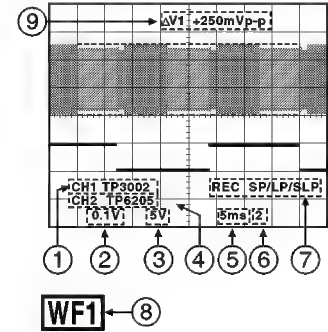 ⑨ △V1 +250mVp-p
CH1 TP3002 REC SP/LP/SLP
CH2 TP6205
0.1V 5V 5ms 2
① ② ③ ④ ⑤ ⑥ ⑦
WF1 ⑧